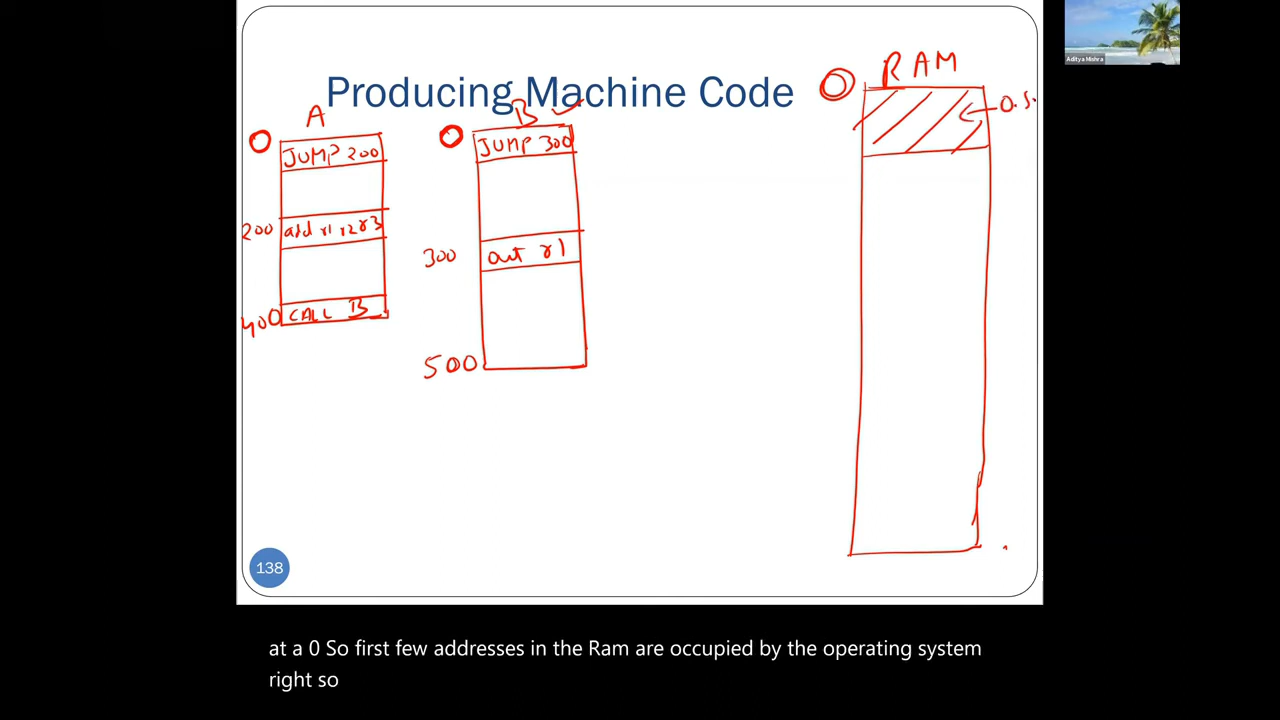 Producing Machine Code
A
0
JUMP 200
200 add r1 r2 r3
400 CALL B
B
0
JUMP 300
300 out r1
500
RAM
0
O.S.
138
Aditya Mishra
at a 0 So first few addresses in the Ram are occupied by the operating system
right so